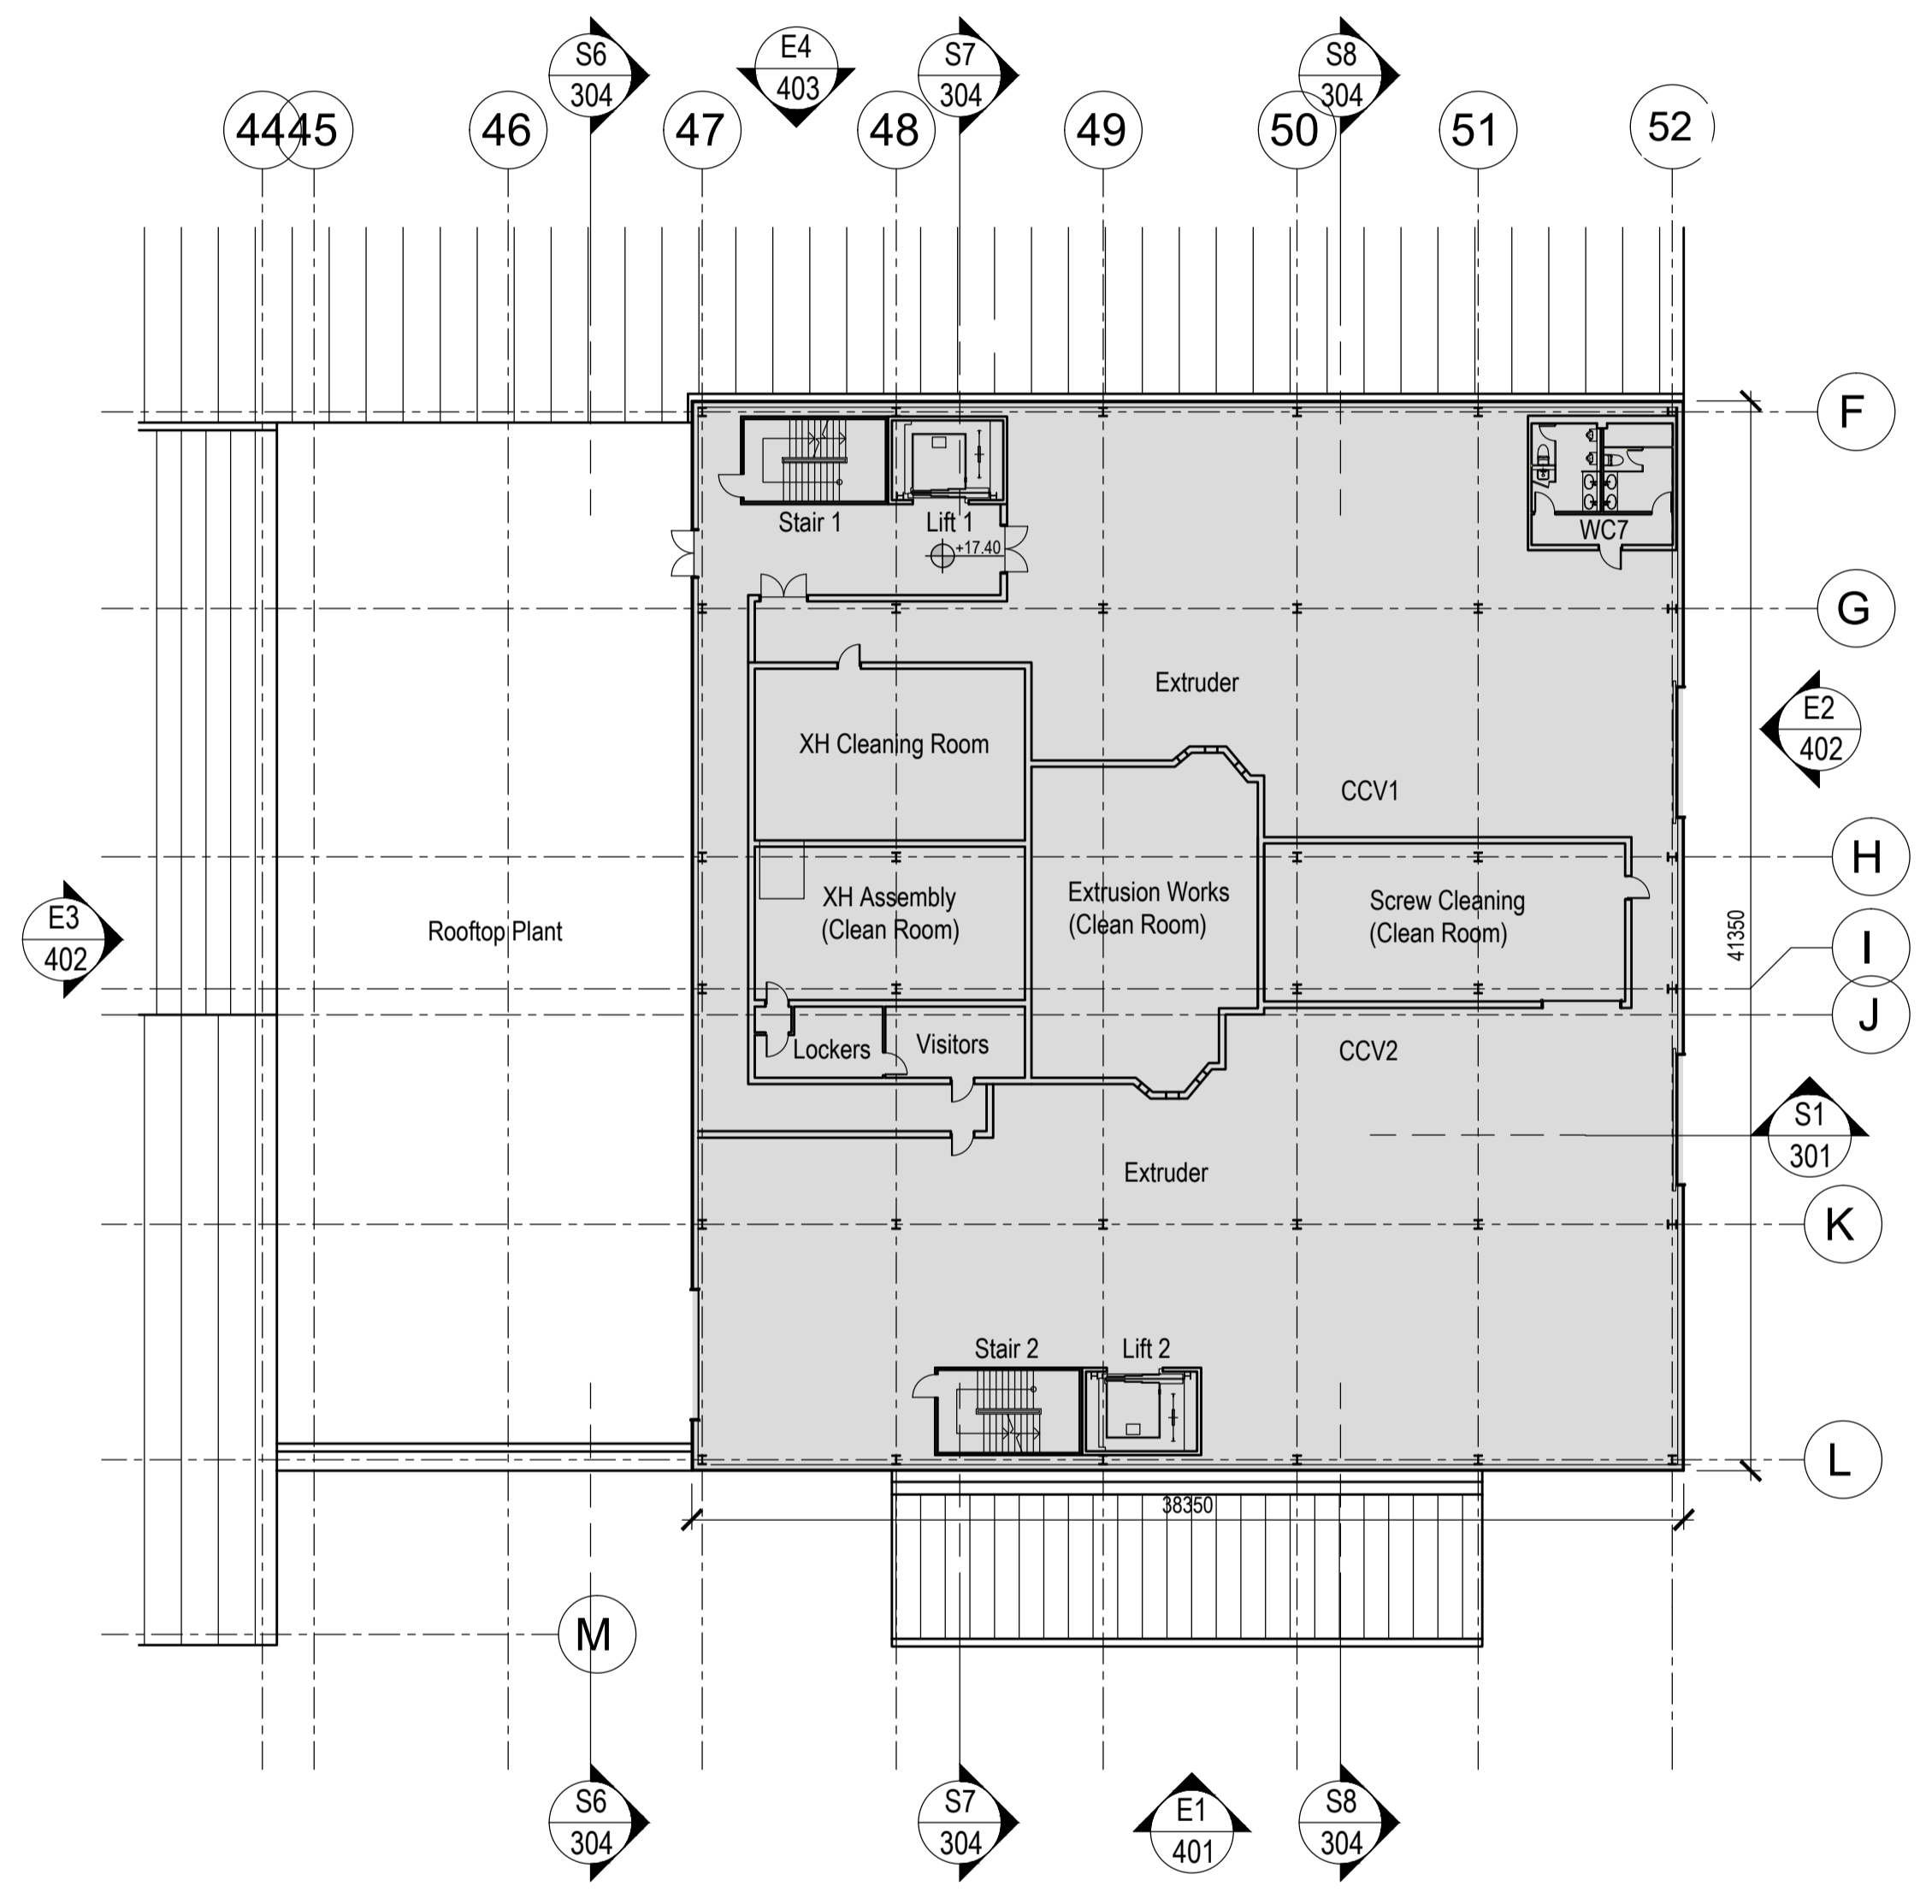 S6
304
E4
403
S7
304
S8
304
44
45
46
47
48
49
50
51
52
F
Stair 1
Lift 1
WC7
+17.40
G
Extruder
E2
402
XH Cleaning Room
CCV1
H
XH Assembly
(Clean Room)
Extrusion Works
(Clean Room)
Screw Cleaning
(Clean Room)
E3
402
Rooftop Plant
41350
I
J
Lockers
Visitors
CCV2
S1
301
Extruder
K
Stair 2
Lift 2
L
38350
M
S6
304
S7
304
E1
401
S8
304